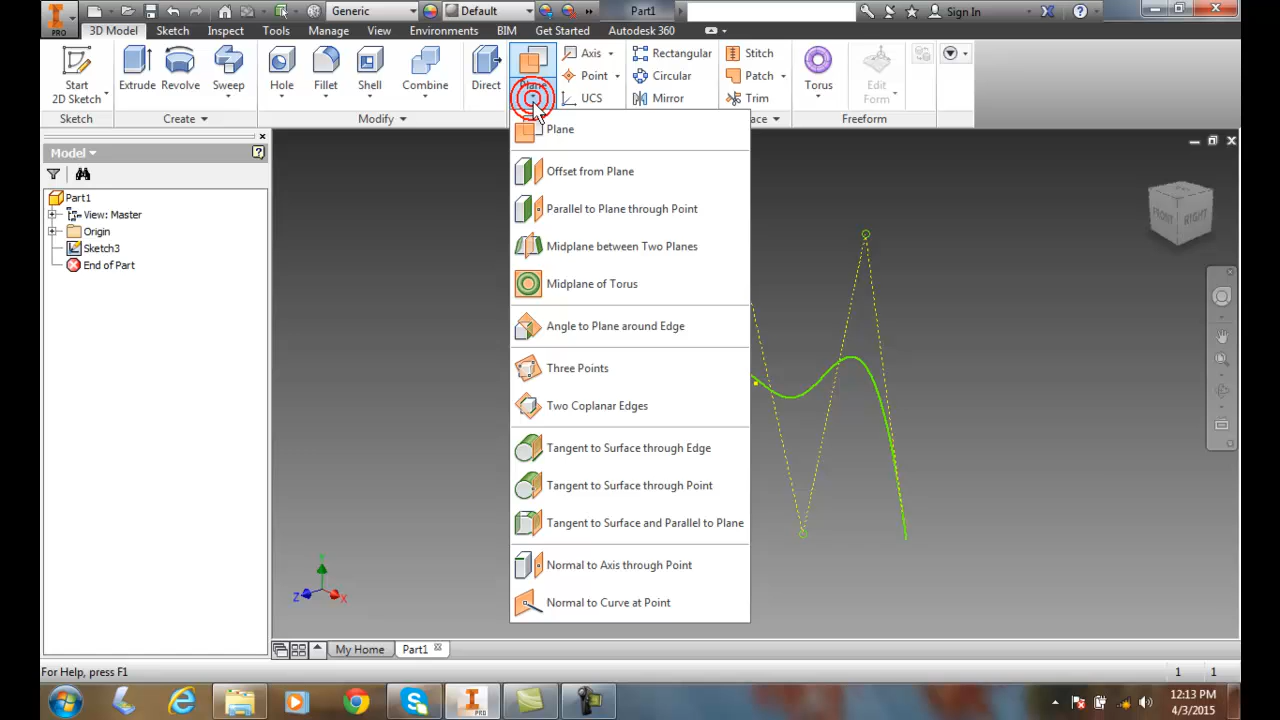 PRO
Generic
Default
Part1
Sign In
3D Model
Sketch
Inspect
Tools
Manage
View
Environments
BIM
Get Started
Autodesk 360
Start
2D Sketch
Extrude
Revolve
Sweep
Hole
Fillet
Shell
Combine
Direct
Plane
Axis
Point
UCS
Rectangular
Circular
Mirror
Stitch
Patch
Trim
Torus
Edit
Form
Sketch
Create
Modify
Freeform
Plane
Offset from Plane
Parallel to Plane through Point
Midplane between Two Planes
Midplane of Torus
Angle to Plane around Edge
Three Points
Two Coplanar Edges
Tangent to Surface through Edge
Tangent to Surface through Point
Tangent to Surface and Parallel to Plane
Normal to Axis through Point
Normal to Curve at Point
Model
Part1
View: Master
Origin
Sketch3
End of Part
FRONT
RIGHT
Y
Z
X
My Home
Part1
For Help, press F1
1
1
PRO
12:13 PM
4/3/2015